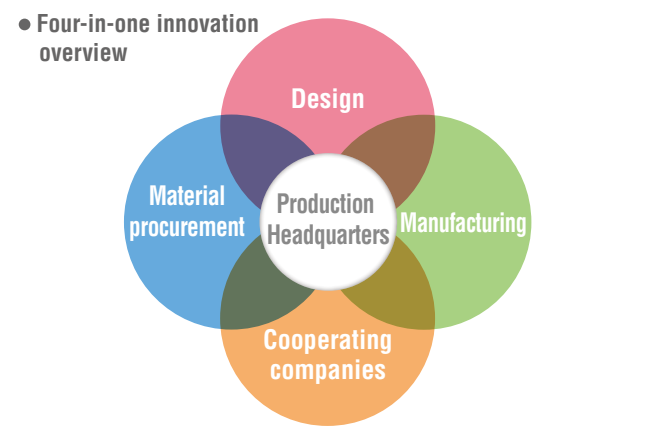 ● Four-in-one innovation
overview
Design
Material
procurement
Production
Headquarters
Manufacturing
Cooperating
companies